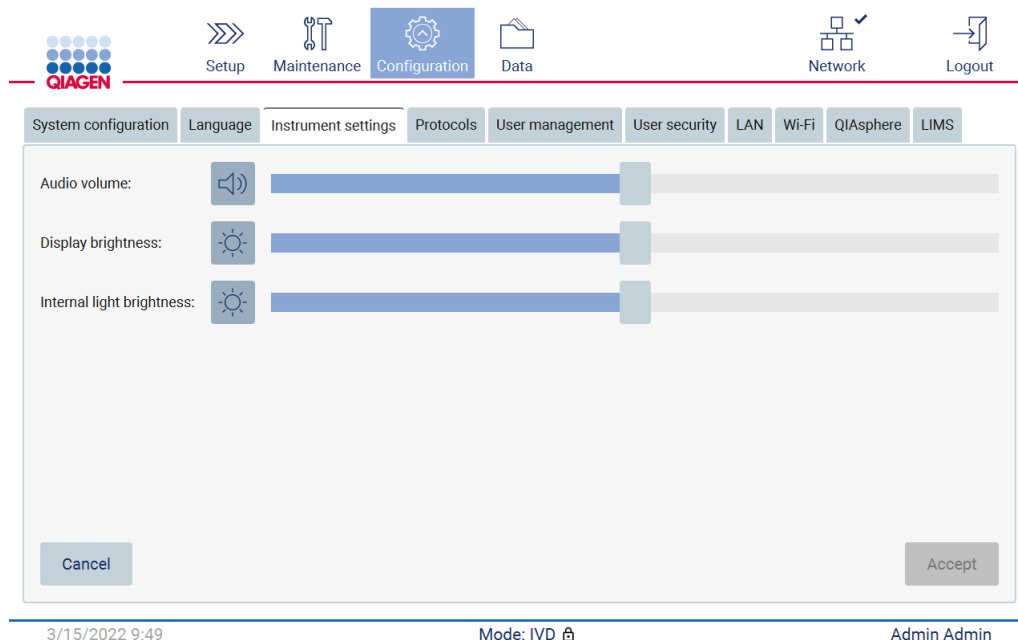 QIAGEN
Setup Maintenance Configuration Data Network Logout
System configuration Language Instrument settings Protocols User management User security LAN Wi-Fi QIAsphere LIMS
Audio volume:
Display brightness:
Internal light brightness:
Cancel Accept
3/15/2022 9:49 Mode: IVD Admin Admin